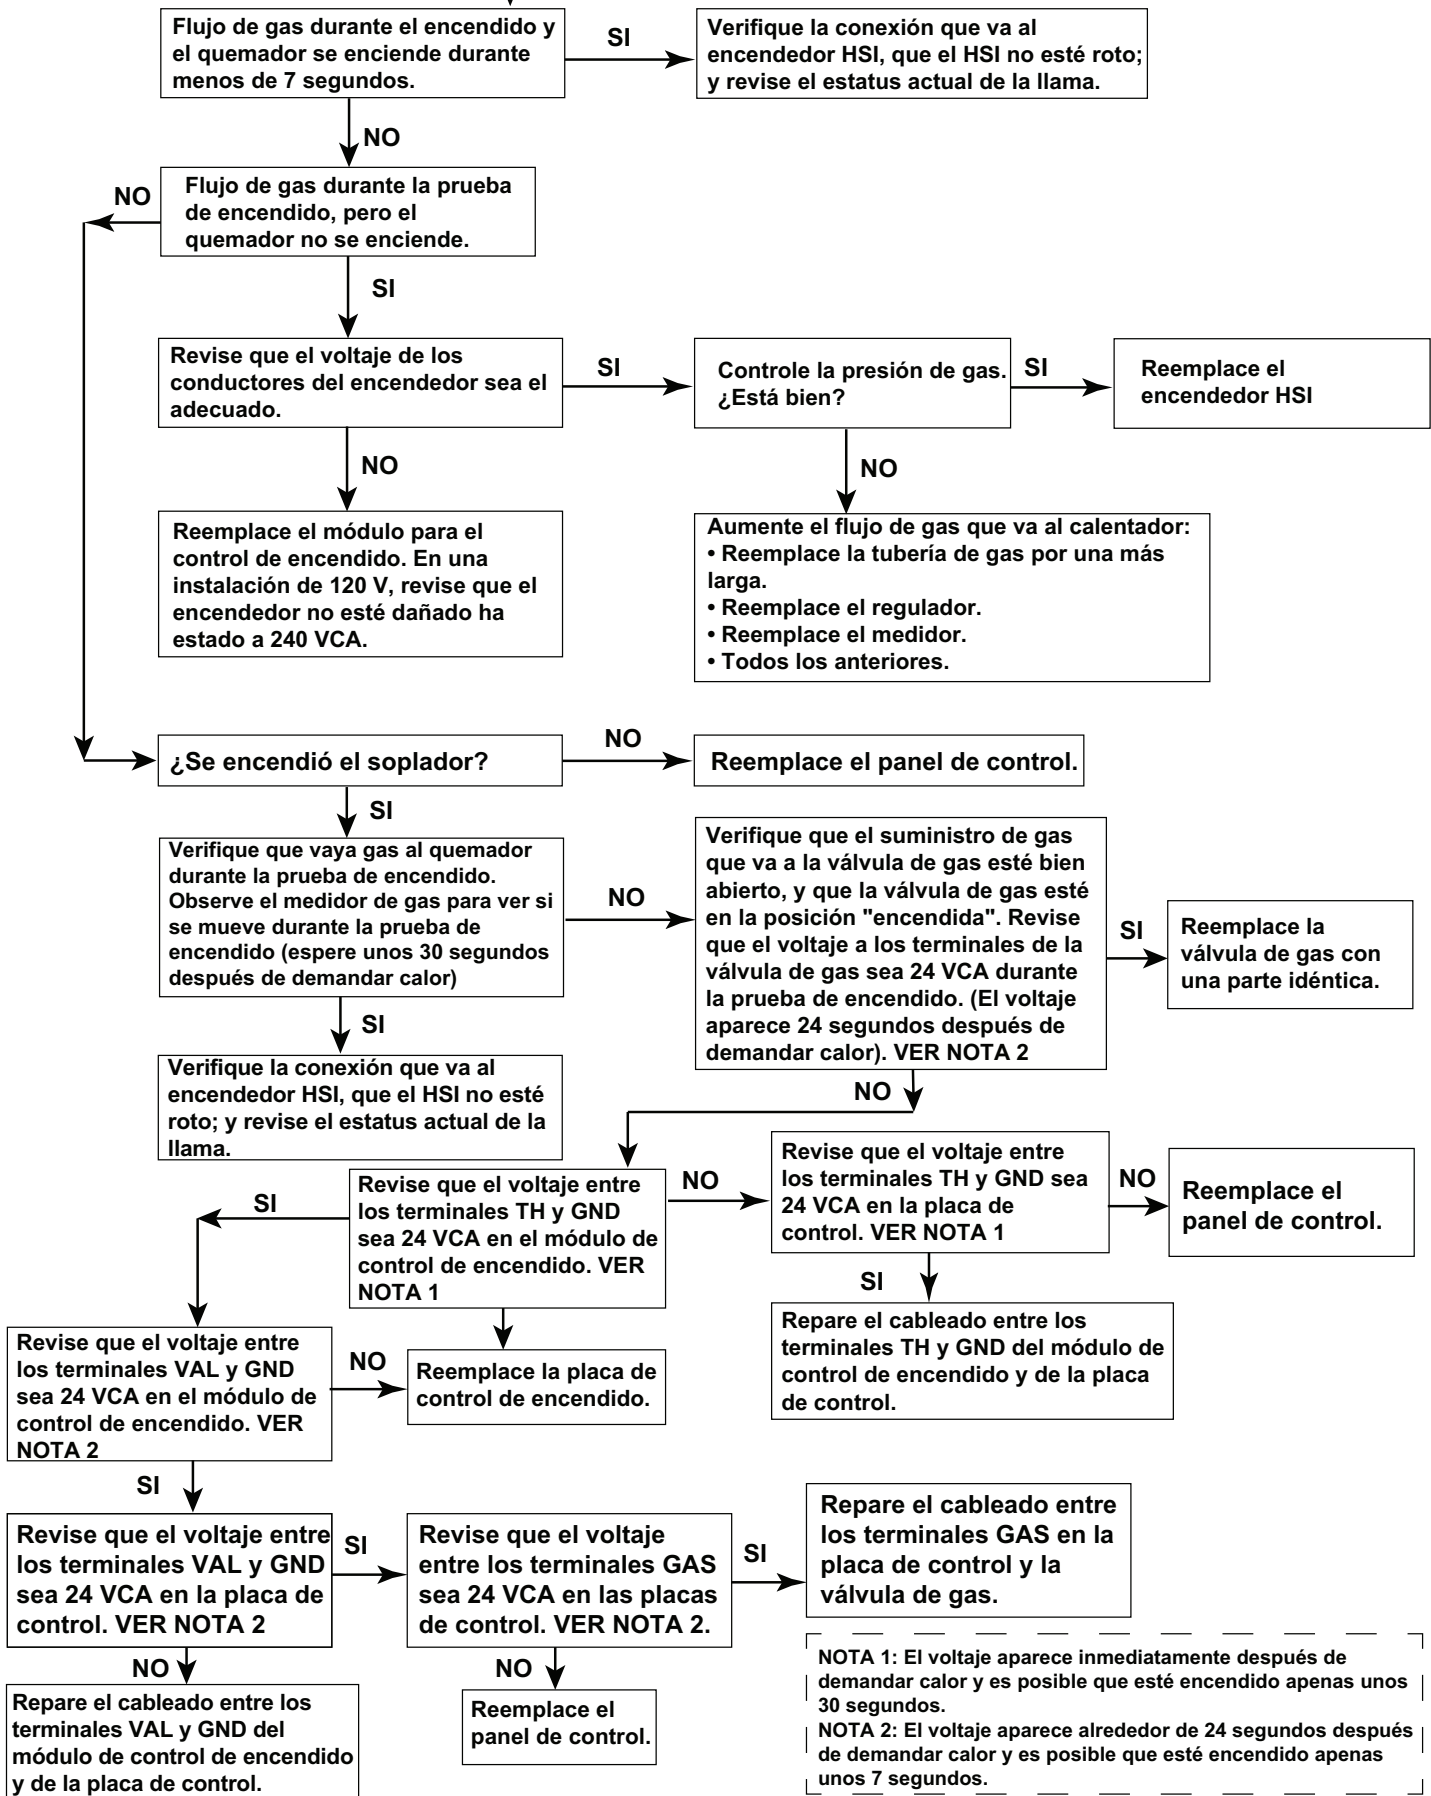 Flujo de gas durante el encendido y
el quemador se enciende durante
menos de 7 segundos.
SI
Verifique la conexión que va al
encendedor HSI, que el HSI no esté roto;
y revise el estatus actual de la llama.
NO
NO
Flujo de gas durante la prueba
de encendido, pero el
quemador no se enciende.
SI
Revise que el voltaje de los
conductores del encendedor sea el
adecuado.
SI
Controle la presión de gas.
¿Está bien?
SI
Reemplace el
encendedor HSI
NO
NO
Reemplace el módulo para el
control de encendido. En una
instalación de 120 V, revise que el
encendedor no esté dañado ha
estado a 240 VCA.
Aumente el flujo de gas que va al calentador:
• Reemplace la tubería de gas por una más
larga.
• Reemplace el regulador.
• Reemplace el medidor.
• Todos los anteriores.
¿Se encendió el soplador?
NO
Reemplace el panel de control.
SI
Verifique que vaya gas al quemador
durante la prueba de encendido.
Observe el medidor de gas para ver si
se mueve durante la prueba de
encendido (espere unos 30 segundos
después de demandar calor)
NO
Verifique que el suministro de gas
que va a la válvula de gas esté bien
abierto, y que la válvula de gas esté
en la posición "encendida". Revise
que el voltaje a los terminales de la
válvula de gas sea 24 VCA durante
la prueba de encendido. (El voltaje
aparece 24 segundos después de
demandar calor). VER NOTA 2
SI
Reemplace la
válvula de gas con
una parte idéntica.
SI
Verifique la conexión que va al
encendedor HSI, que el HSI no esté
roto; y revise el estatus actual de la
llama.
NO
Revise que el voltaje entre
los terminales TH y GND
sea 24 VCA en el módulo de
control de encendido. VER
NOTA 1
NO
Revise que el voltaje entre
los terminales TH y GND sea
24 VCA en la placa de
control. VER NOTA 1
NO
Reemplace el
panel de control.
SI
SI
Repare el cableado entre los
terminales TH y GND del módulo de
control de encendido y de la placa
de control.
Revise que el voltaje entre
los terminales VAL y GND
sea 24 VCA en el módulo de
control de encendido. VER
NOTA 2
NO
Reemplace la placa de
control de encendido.
SI
Revise que el voltaje entre
los terminales VAL y GND
sea 24 VCA en la placa de
control. VER NOTA 2
SI
Revise que el voltaje
entre los terminales GAS
sea 24 VCA en las placas
de control. VER NOTA 2.
SI
Repare el cableado entre
los terminales GAS en la
placa de control y la
válvula de gas.
NO
Repare el cableado entre los
terminales VAL y GND del
módulo de control de encendido
y de la placa de control.
NO
Reemplace el
panel de control.
NOTA 1: El voltaje aparece inmediatamente después de
demandar calor y es posible que esté encendido apenas unos
30 segundos.
NOTA 2: El voltaje aparece alrededor de 24 segundos después
de demandar calor y es posible que esté encendido apenas
unos 7 segundos.